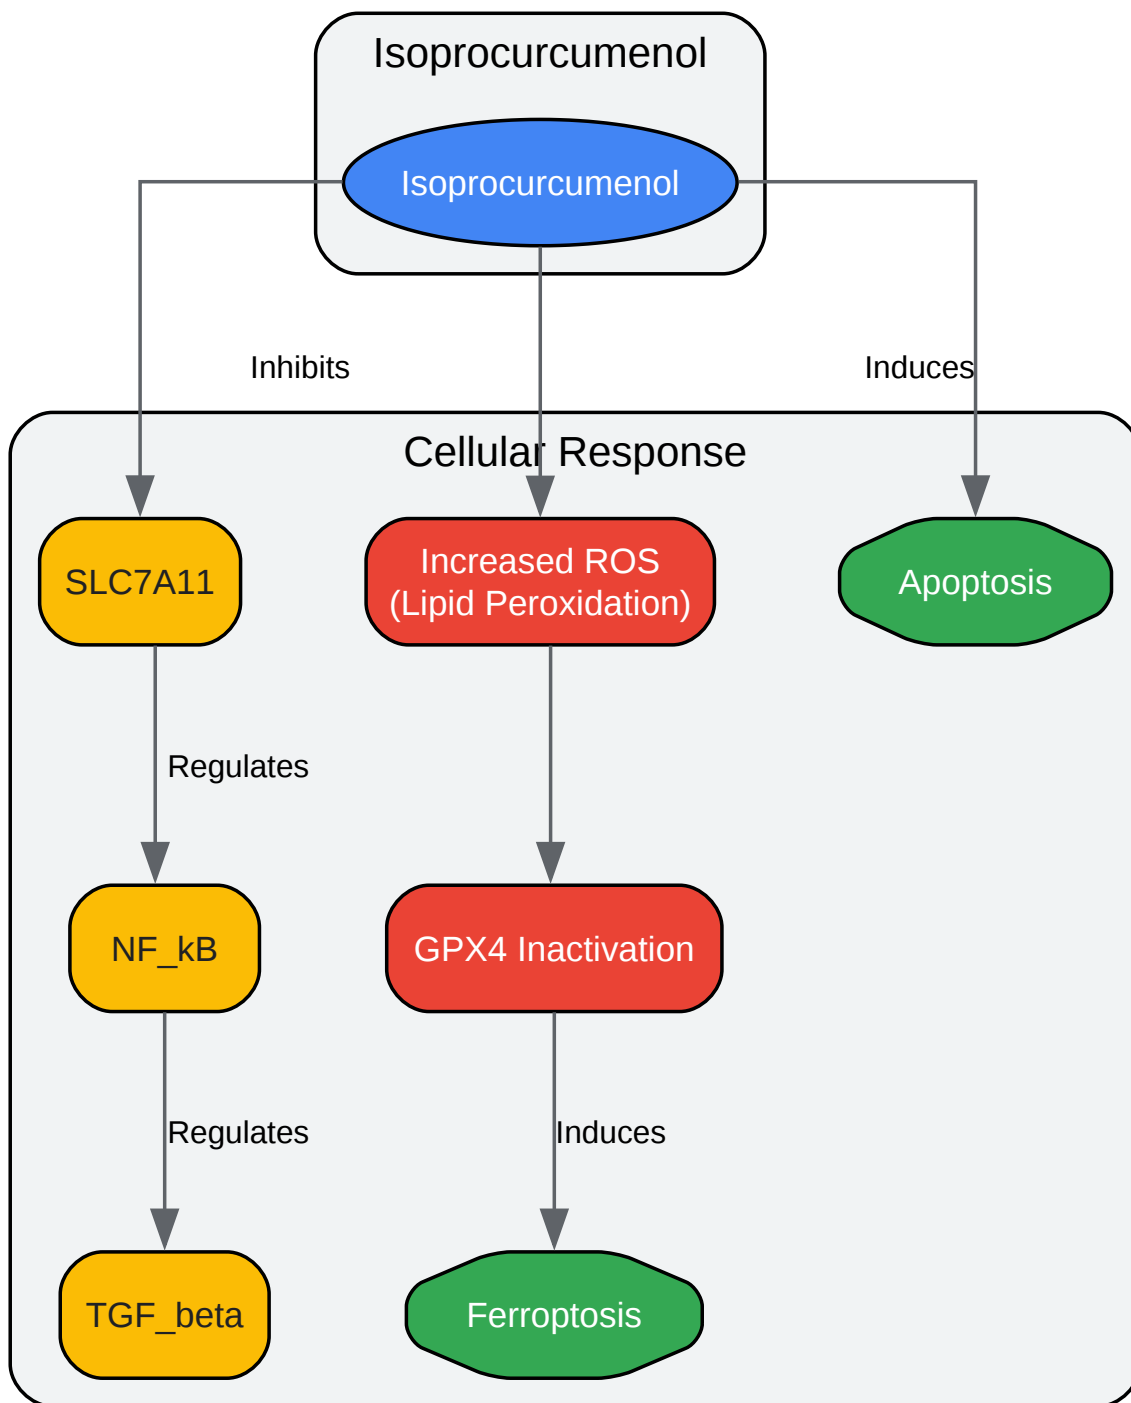 Isoprocurcumenol
Isoprocurcumenol
Inhibits
Induces
Cellular Response
SLC7A11
Increased ROS
(Lipid Peroxidation)
Apoptosis
Regulates
NF_kB
GPX4 Inactivation
Regulates
Induces
TGF_beta
Ferroptosis